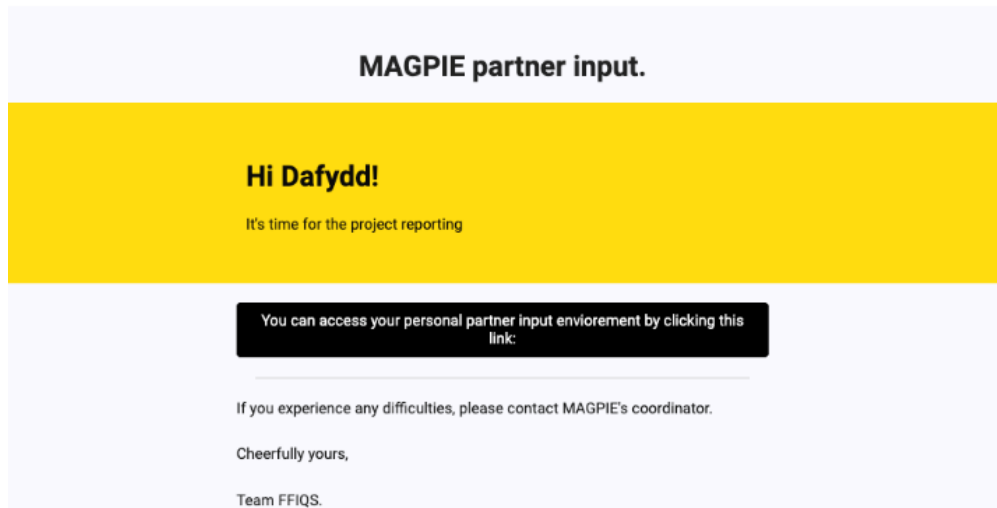 MAGPIE partner input.
Hi Dafydd!
It's time for the project reporting
You can access your personal partner input enviorement by clicking this
link:
If you experience any difficulties, please contact MAGPIE's coordinator.
Cheerfully yours,
Team FFIQS.